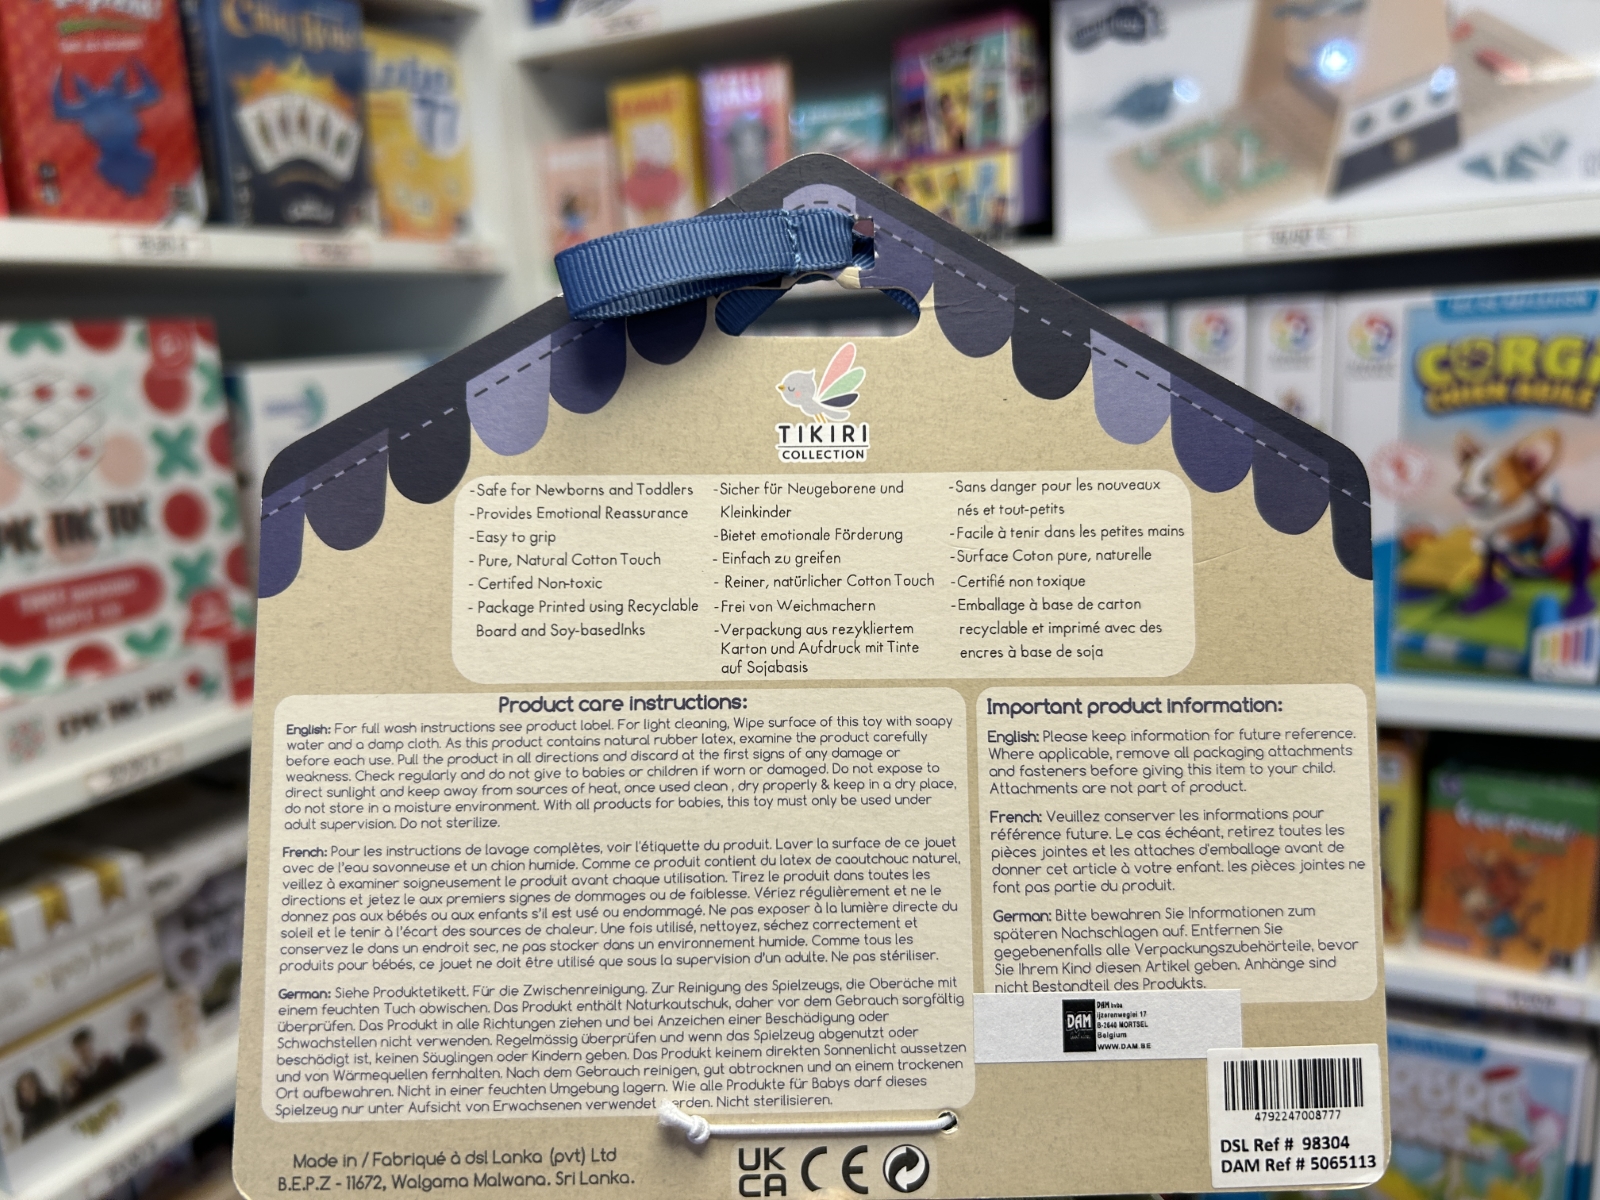 TIKIRI
COLLECTION
-Safe for Newborns and Toddlers
-Provides Emotional Reassurance
-Easy to grip
- Pure, Natural Cotton Touch
- Certifed Non-toxic
- Package Printed using Recyclable
Board and Soy-basedInks
-Sicher für Neugeborene und
Kleinkinder
-Bietet emotionale Förderung
- Einfach zu greifen
- Reiner, natürlicher Cotton Touch
-Frei von Weichmachern
-Verpackung aus rezykliertem
Karton und Aufdruck mit Tinte
auf Sojabasis
-Sans danger pour les nouveaux
nés et tout-petits
-Facile à tenir dans les petites mains
-Surface Coton pure, naturelle
-Certifié non toxique
-Emballage à base de carton
recyclable et imprimé avec des
encres à base de soja
Product care instructions:
English: For full wash instructions see product label. For light cleaning, Wipe surface of this toy with soapy
water and a damp cloth. As this product contains natural rubber latex, examine the product carefully
before each use. Pull the product in all directions and discard at the first signs of any damage or
weakness. Check regularly and do not give to babies or children if worn or damaged. Do not expose to
direct sunlight and keep away from sources of heat, once used clean , dry properly & keep in a dry place,
do not store in a moisture environment. With all products for babies, this toy must only be used under
adult supervision. Do not sterilize.
French: Pour les instructions de lavage complètes, voir l'étiquette du produit. Laver la surface de ce jouet
avec de l'eau savonneuse et un chion humide. Comme ce produit contient du latex de caoutchouc naturel,
veillez à examiner soigneusement le produit avant chaque utilisation. Tirez le produit dans toutes les
directions et jetez le aux premiers signes de dommages ou de faiblesse. Vériez régulièrement et ne le
donnez pas aux bébés ou aux enfants s'il est usé ou endommagé. Ne pas exposer à la lumière directe du
soleil et le tenir à l'écart des sources de chaleur. Une fois utilisé, nettoyez, séchez correctement et
conservez le dans un endroit sec, ne pas stocker dans un environnement humide. Comme tous les
produits pour bébés, ce jouet ne doit être utilisé que sous la supervision d'un adulte. Ne pas stériliser.
German: Siehe Produktetikett. Für die Zwischenreinigung. Zur Reinigung des Spielzeugs, die Oberäche mit
einem feuchten Tuch abwischen. Das Produkt enthält Naturkautschuk, daher vor dem Gebrauch sorgfältig
überprüfen. Das Produkt in alle Richtungen ziehen und bei Anzeichen einer Beschädigung oder
Schwachstellen nicht verwenden. Regelmässig überprüfen und wenn das Spielzeug abgenutzt oder
beschädigt ist, keinen Säuglingen oder Kindern geben. Das Produkt keinem direkten Sonnenlicht aussetzen
und von Wärmequellen fernhalten. Nach dem Gebrauch reinigen, gut abtrocknen und an einem trockenen
Ort aufbewahren. Nicht in einer feuchten Umgebung lagern. Wie alle Produkte für Babys darf dieses
Spielzeug nur unter Aufsicht von Erwachsenen verwendet erden. Nicht sterilisieren.
Important product information:
English: Please keep information for future reference.
Where applicable, remove all packaging attachments
and fasteners before giving this item to your child.
Attachments are not part of product.
French: Veuillez conserver les informations pour
référence future. Le cas échéant, retirez toutes les
pièces jointes et les attaches d'emballage avant de
donner cet article à votre enfant. les pièces jointes ne
font pas partie du produit.
German: Bitte bewahren Sie Informationen zum
späteren Nachschlagen auf. Entfernen Sie
gegebenenfalls alle Verpackungszubehörteile, bevor
Sie Ihrem Kind diesen Artikel geben. Anhänge sind
nicht Bestandteil des Produkts.
DAM
DAM bvba
Ijzerenweglei 17
B-2640 MORTSEL
Belgium
WWW.DAM.BE
4792247008777
DSL Ref # 98304
DAM Ref # 5065113
Made in / Fabriqué à dsl Lanka (pvt) Ltd
B.E.P.Z - 11672, Walgama Malwana. Sri Lanka.
UK
CA
CE
CORGI